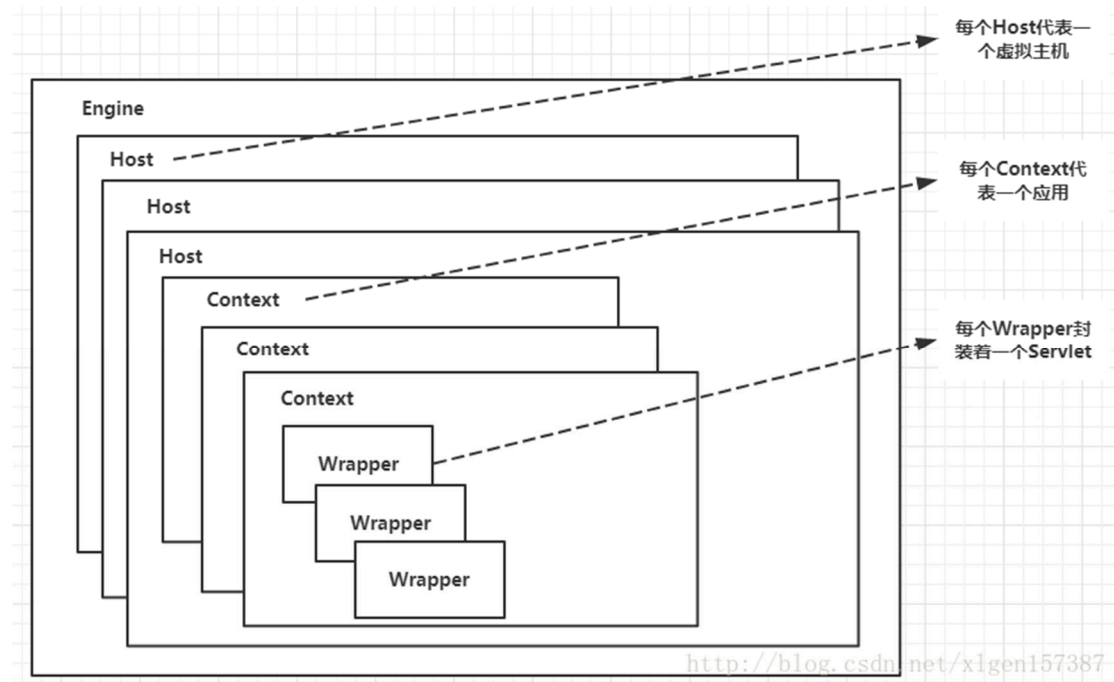 每个Host代表一
个虚拟主机
Engine
Host
每个Context代
表一个应用
Host
Host
Context
每个Wrapper封
装着一个Servlet
Context
Context
Wrapper
Wrapper
Wrapper
http://blog.csdn.net/xlgen157387